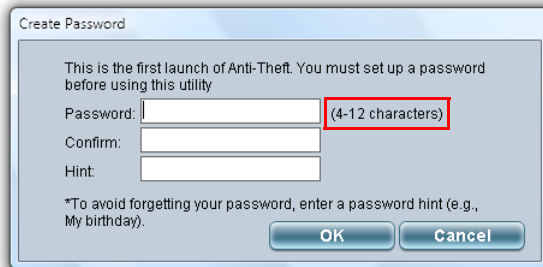 Create Password
This is the first launch of Anti-Theft. You must set up a password
before using this utility
Password: (4-12 characters)
Confirm:
Hint:
*To avoid forgetting your password, enter a password hint (e.g.,
My birthday).
OK Cancel